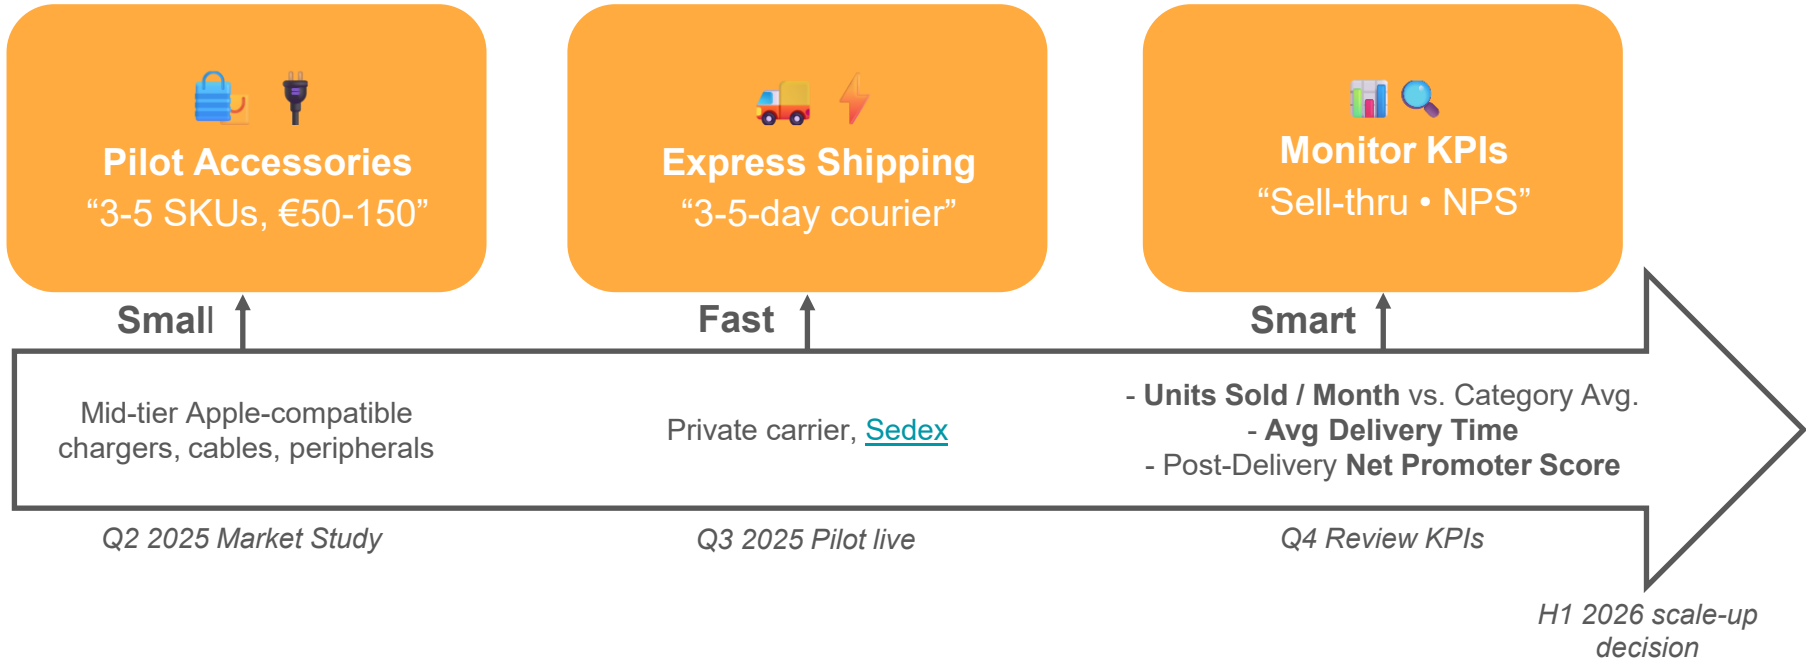 Pilot Accessories
“3-5 SKUs, €50-150”
Express Shipping
“3-5-day courier”
Monitor KPIs
“Sell-thru • NPS”
Small
Fast
Smart
Mid-tier Apple-compatible
chargers, cables, peripherals
Private carrier, Sedex
- Units Sold / Month vs. Category Avg.
- Avg Delivery Time
- Post-Delivery Net Promoter Score
Q2 2025 Market Study
Q3 2025 Pilot live
Q4 Review KPIs
H1 2026 scale-up
decision